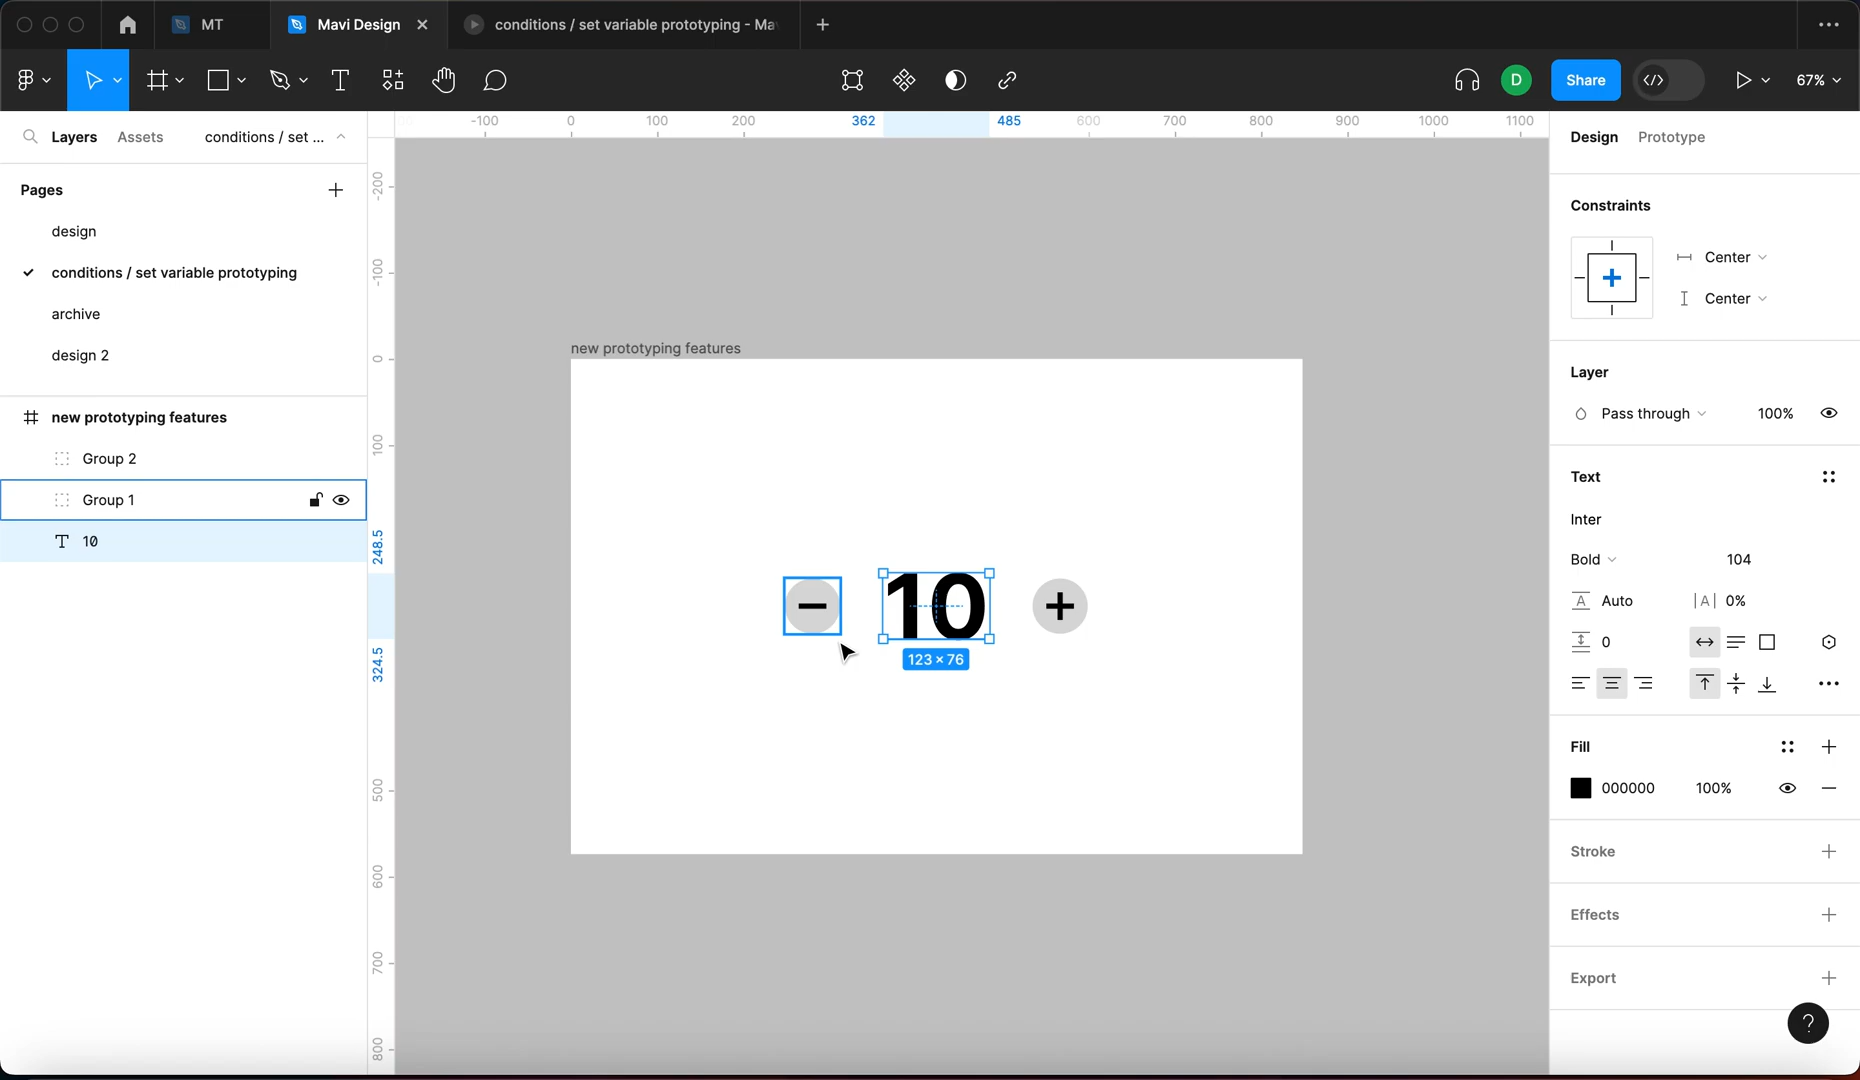 MT
Mavi Design
conditions / set variable prototyping - Ma
D
Share
67%
Layers
Assets
conditions / set ...
Pages
design
conditions / set variable prototyping
archive
design 2
new prototyping features
Group 2
Group 1
10
-100 0 100 200 362 485 600 700 800 900 1000 1100
-200
-100
0
100
248.5
324.5
500
600
700
800
new prototyping features
− 10 +
123 × 76
Design
Prototype
Constraints
Center
Center
Layer
Pass through
100%
Text
Inter
Bold
104
A Auto
|A| 0%
0
Fill
000000
100%
Stroke
Effects
Export
?